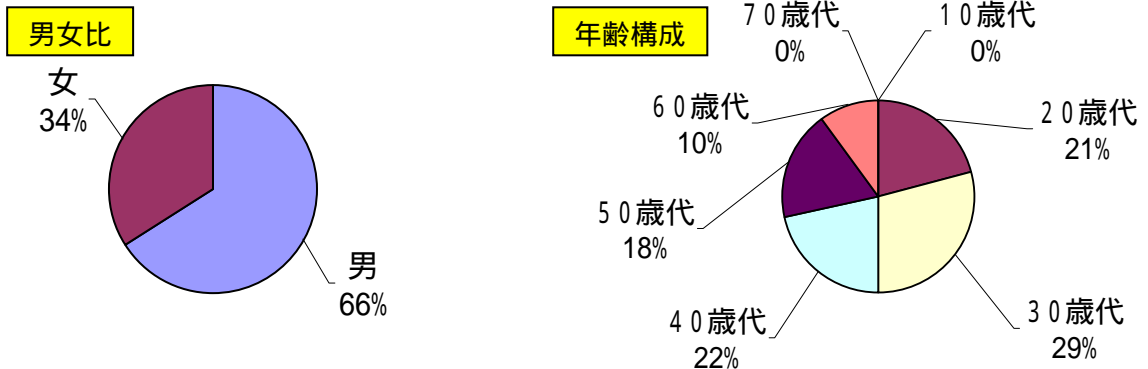 男女比
女
34%
男
66%
年齢構成
７０歳代
0%
１０歳代
0%
２０歳代
21%
３０歳代
29%
４０歳代
22%
５０歳代
18%
６０歳代
10%